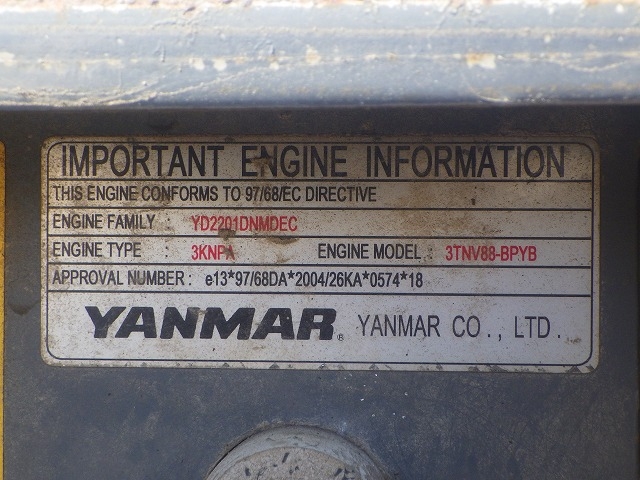 IMPORTANT ENGINE INFORMATION
THIS ENGINE CONFORMS TO 97/68/EC DIRECTIVE
ENGINE FAMILY : YD2201DNMDEC
ENGINE TYPE : 3KNPA ENGINE MODEL : 3TNV88-BPYB
APPROVAL NUMBER : e13*97/68DA*2004/26KA*0574*18
YANMAR® YANMAR CO., LTD.